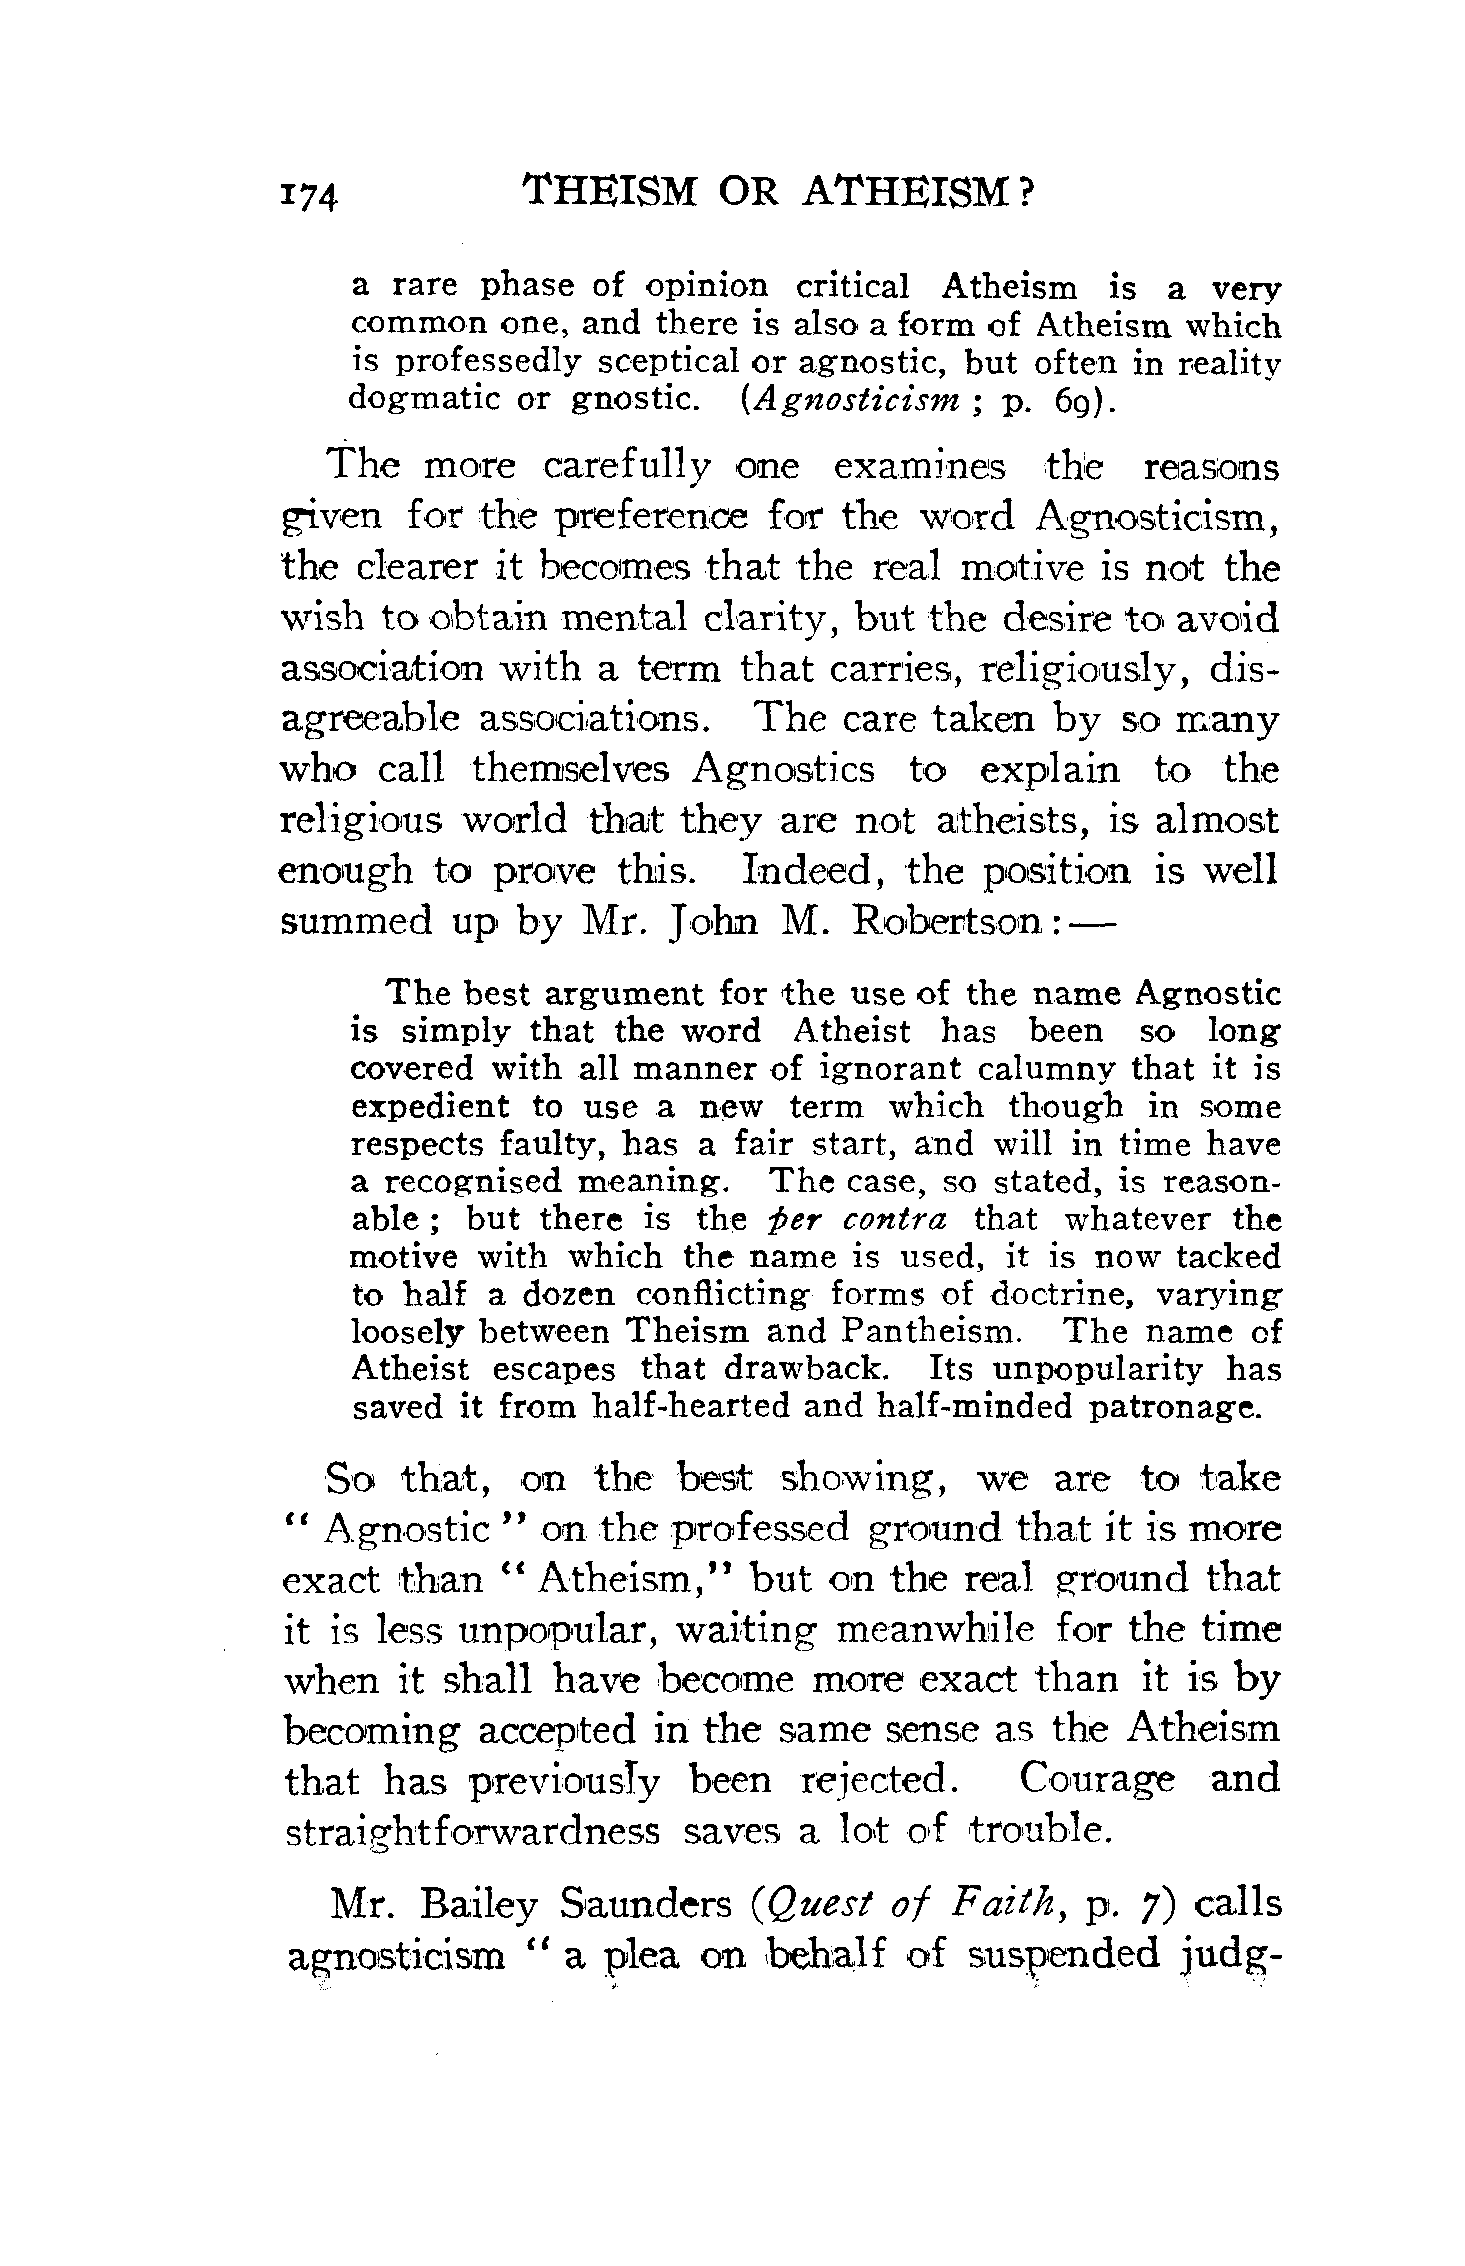 174 THEISM OR ATHEISM?
a rare phase of opinion critical Atheism is a very
common one, and there is also a form of Atheism which
is professedly sceptical or agnostic, but often in reality
dogmatic or gnostic. (Agnosticism ; p. 69).
The more carefully one examines the reasons
given for the preference for the word Agnosticism,
the clearer it becomes that the real motive is not the
wish to obtain mental clarity, but the desire to avoid
association with a term that carries, religiously, dis-
agreeable associations. The care taken by so many
who call themselves Agnostics to explain to the
religious world that they are not atheists, is almost
enough to prove this. Indeed, the position is well
summed up by Mr. John M. Robertson :—
The best argument for the use of the name Agnostic
is simply that the word Atheist has been so long
covered with all manner of ignorant calumny that it is
expedient to use a new term which though in some
respects faulty, has a fair start, and will in time have
a recognised meaning. The case, so stated, is reason-
able ; but there is the per contra that whatever the
motive with which the name is used, it is now tacked
to half a dozen conflicting forms of doctrine, varying
loosely between Theism and Pantheism. The name of
Atheist escapes that drawback. Its unpopularity has
saved it from half-hearted and half-minded patronage.
So that, on the best showing, we are to take
“ Agnostic ” on the professed ground that it is more
exact than “ Atheism,” but on the real ground that
it is less unpopular, waiting meanwhile for the time
when it shall have become more exact than it is by
becoming accepted in the same sense as the Atheism
that has previously been rejected. Courage and
straightforwardness saves a lot of trouble.
Mr. Bailey Saunders (Quest of Faith, p. 7) calls
agnosticism “ a plea on behalf of suspended judg-